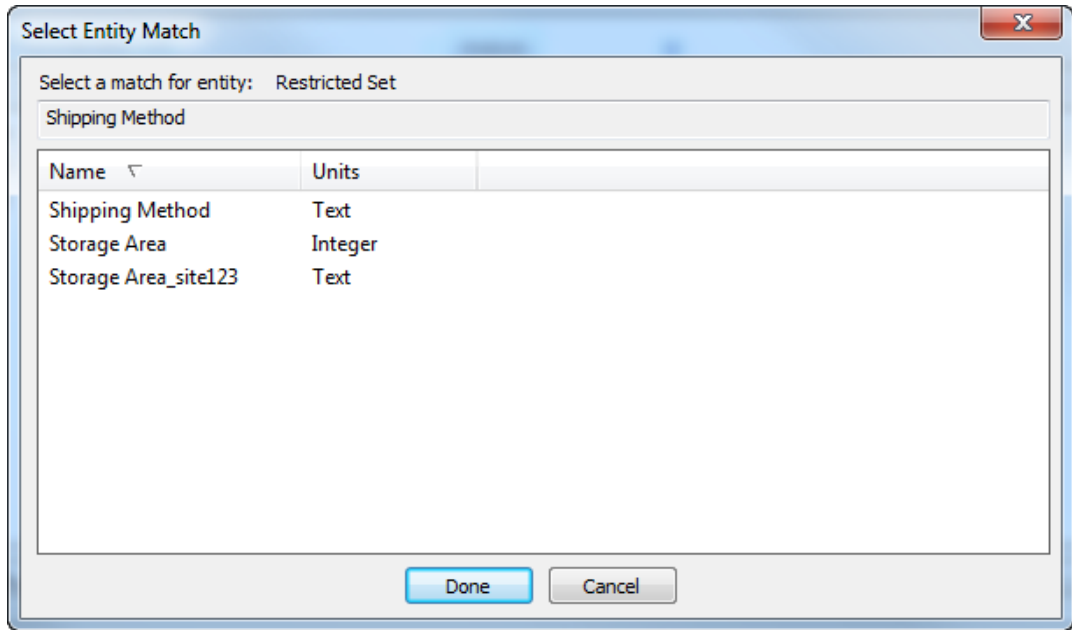 Select Entity Match
Select a match for entity: Restricted Set
Shipping Method
Name Units
Shipping Method Text
Storage Area Integer
Storage Area_site123 Text
Done Cancel